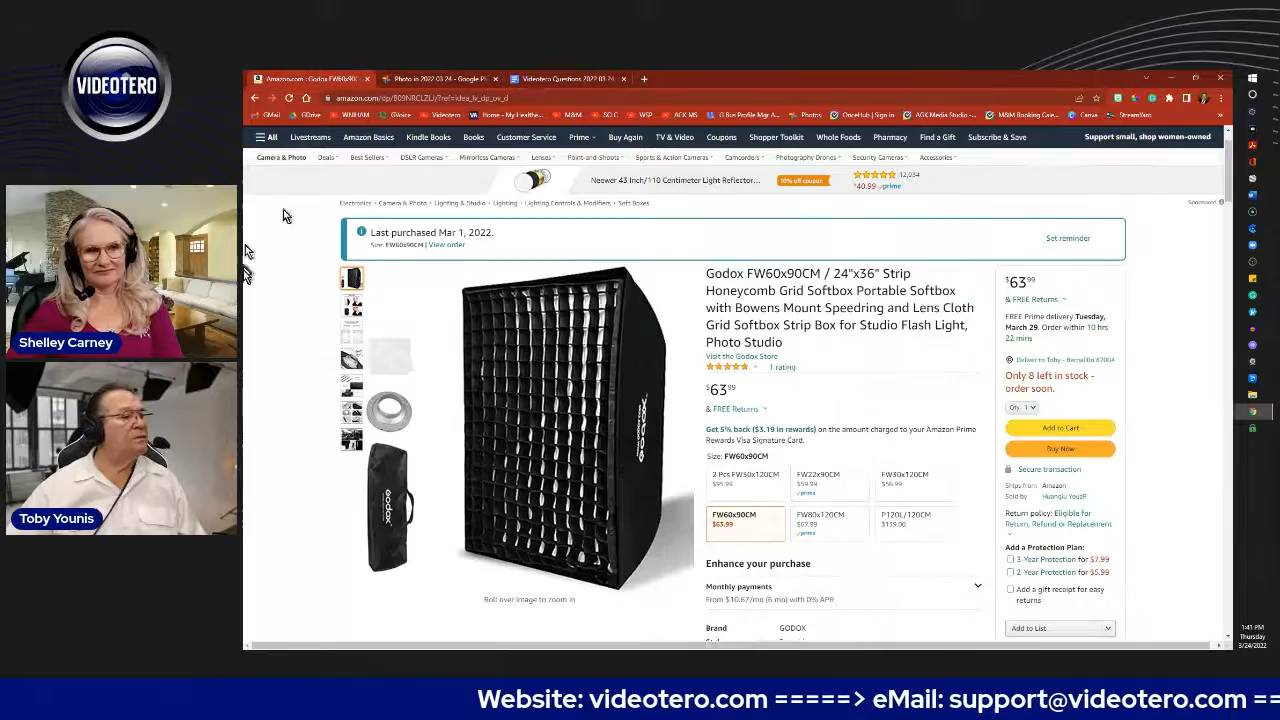 VIDEOTERO
Shelley Carney
Toby Younis
Amazon.com : Godox FW60x90C
Photo in 2022 03 24 - Google Ph
Videotero Questions 2022 03 24
amazon.com/dp/B09NRCLZLJ/?ref=idea_lv_dp_ov_d
GMail GDrive WNIHAM GVoice Videotero Home - My Healthe... M&M SCLC WSP AGK MS G Bus Profile Mgr A... Photos OnceHub | Sign in AGK Media Studio -... M&M Booking Cale... Canva StreamYard »
All Livestreams Amazon Basics Kindle Books Books Customer Service Prime Buy Again TV & Video Coupons Shopper Toolkit Whole Foods Pharmacy Find a Gift Subscribe & Save Support small, shop women-owned
Camera & Photo Deals Best Sellers DSLR Cameras Mirrorless Cameras Lenses Point-and-Shoots Sports & Action Cameras Camcorders Photography Drones Security Cameras Accessories
Neewer 43 Inch/110 Centimeter Light Reflector... 10% off coupon 12,034
$40.99 prime
Electronics › Camera & Photo › Lighting & Studio › Lighting › Lighting Controls & Modifiers › Soft Boxes
Sponsored
Last purchased Mar 1, 2022.
Size: FW60x90CM | View order
Set reminder
Godox
Roll over image to zoom in
Godox FW60x90CM / 24"x36" Strip
Honeycomb Grid Softbox Portable Softbox
with Bowens Mount Speedring and Lens Cloth
Grid Softbox Strip Box for Studio Flash Light,
Photo Studio
Visit the Godox Store
1 rating
$63.99
& FREE Returns
Get 5% back ($3.19 in rewards) on the amount charged to your Amazon Prime
Rewards Visa Signature Card.
Size: FW60x90CM
2 Pcs FW30x120CM
$95.99
FW22x90CM
$59.99
prime
FW30x120CM
$56.99
FW60x90CM
$63.99
FW80x120CM
$67.99
prime
P120L/120CM
$139.00
Enhance your purchase
Monthly payments
From $10.67/mo (6 mo) with 0% APR
Brand GODOX
$63.99
& FREE Returns
FREE Prime delivery Tuesday,
March 29. Order within 10 hrs
22 mins
Deliver to Toby - Bernalillo 87004
Only 8 left in stock -
order soon.
Qty: 1
Add to Cart
Buy Now
Secure transaction
Ships from Amazon
Sold by Huangiu YouzP
Return policy: Eligible for
Return, Refund or Replacement
Add a Protection Plan:
3-Year Protection for $7.99
2-Year Protection for $5.99
Add a gift receipt for easy
returns
Add to List
1:41 PM
Thursday
3/24/2022
Website: videotero.com =====> eMail: support@videotero.com ==